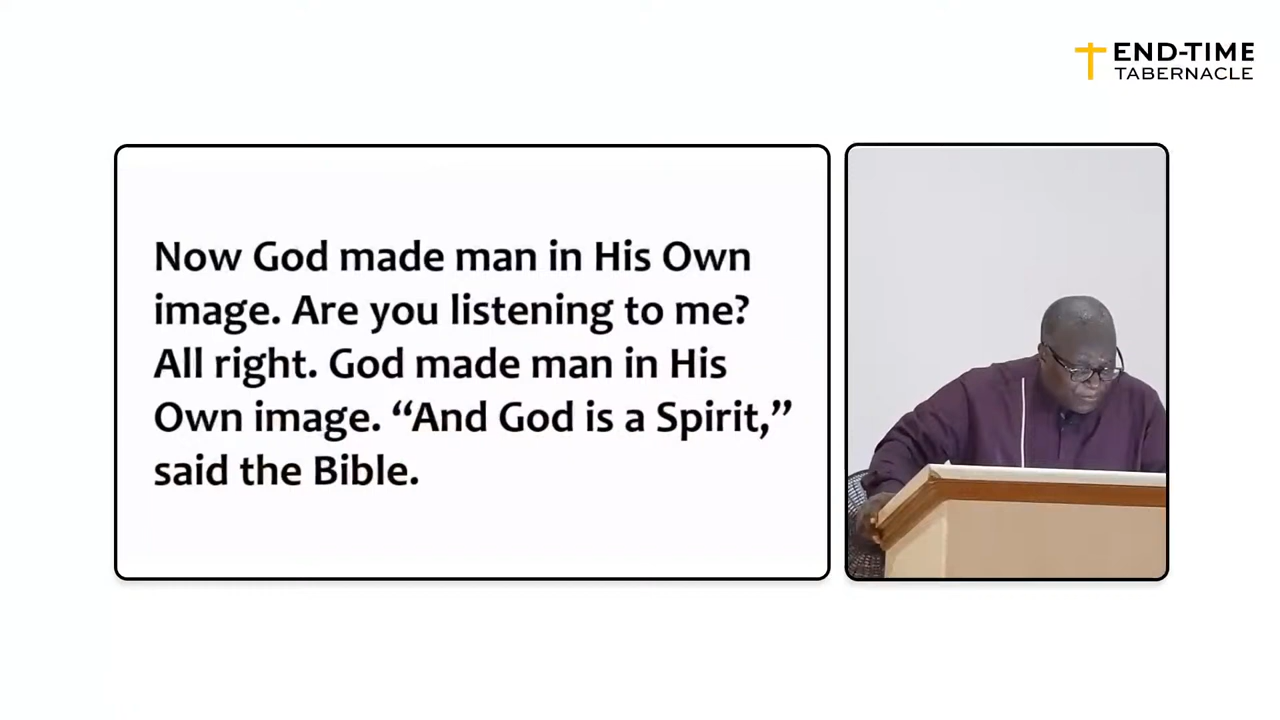 END-TIME
TABERNACLE
Now God made man in His Own
image. Are you listening to me?
All right. God made man in His
Own image. “And God is a Spirit,”
said the Bible.